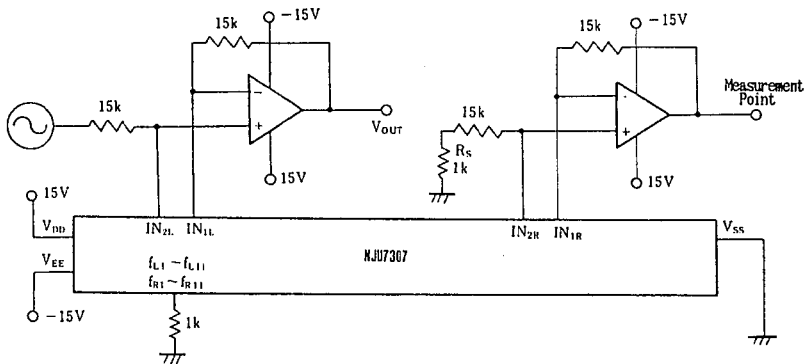 -15V
15k
-15V
15k
-
15k
+
V_OUT
15V
Measurement
Point
-
15k
+
R_S
1k
15V
15V
V_DD
IN_2L
IN_1L
IN_2R
IN_1R
V_SS
V_EE
NJU7307
f_L1 – f_L11
f_R1 ~ f_R11
-15V
1k